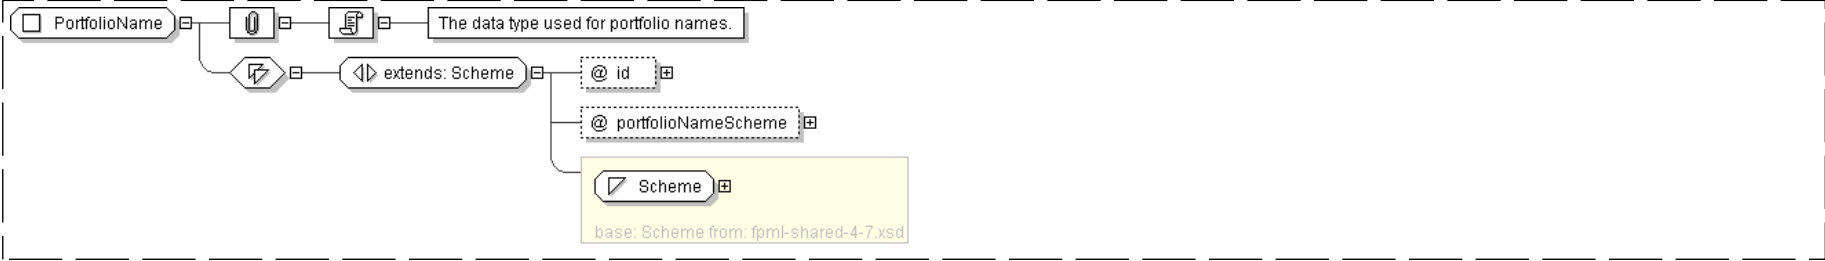 PortfolioName
The data type used for portfolio names.
extends: Scheme
@ id
@ portfolioNameScheme
Scheme
base: Scheme from: fpml-shared-4-7.xsd